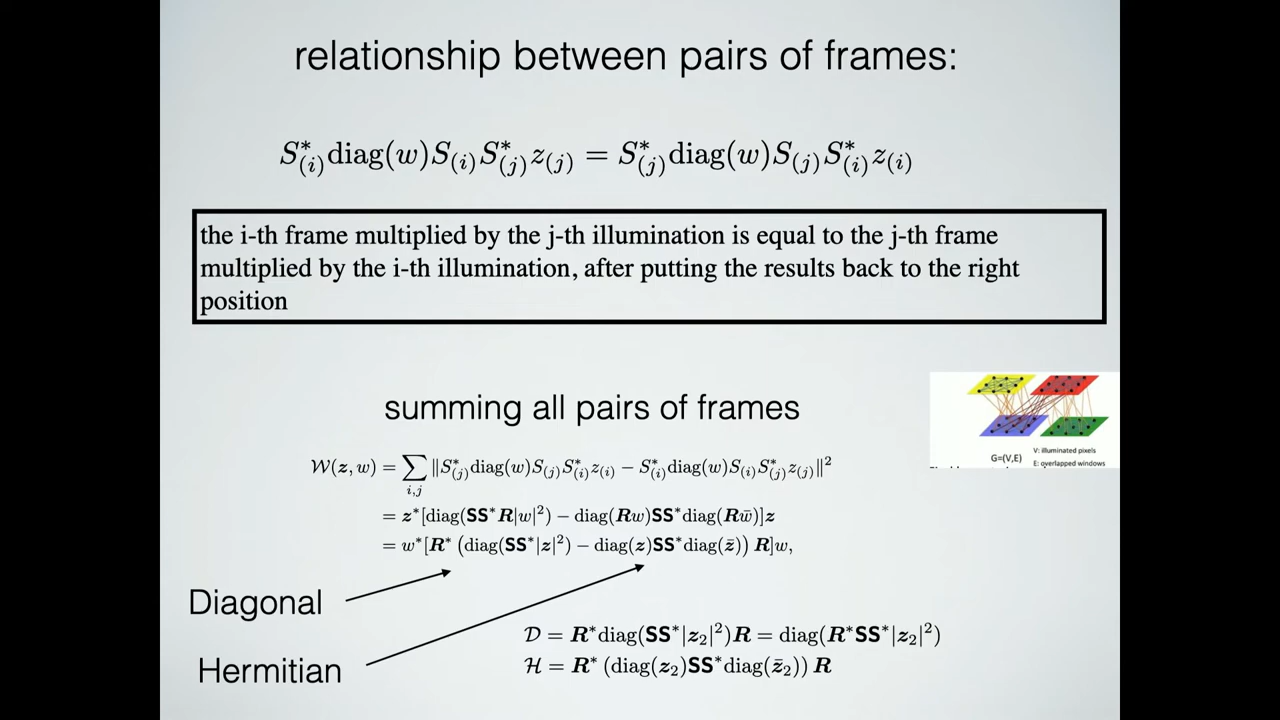 relationship between pairs of frames:
S*_(i) diag(w) S_(i) S*_(j) z_(j) = S*_(j) diag(w) S_(j) S*_(i) z_(i)
the i-th frame multiplied by the j-th illumination is equal to the j-th frame
multiplied by the i-th illumination, after putting the results back to the right
position
summing all pairs of frames
V: illuminated pixels
G=(V,E)
E: overlapped windows
𝒲(z, w) = ∑_{i,j} ‖S*_(j) diag(w) S_(j) S*_(i) z_(i) − S*_(i) diag(w) S_(i) S*_(j) z_(j)‖²
= z*[diag(SS*R|w|²) − diag(Rw)SS*diag(Rw̄)]z
= w*[R* (diag(SS*|z|²) − diag(z)SS*diag(z̄)) R]w,
Diagonal
Hermitian
𝒟 = R*diag(SS*|z₂|²)R = diag(R*SS*|z₂|²)
ℋ = R* (diag(z₂)SS*diag(z̄₂)) R